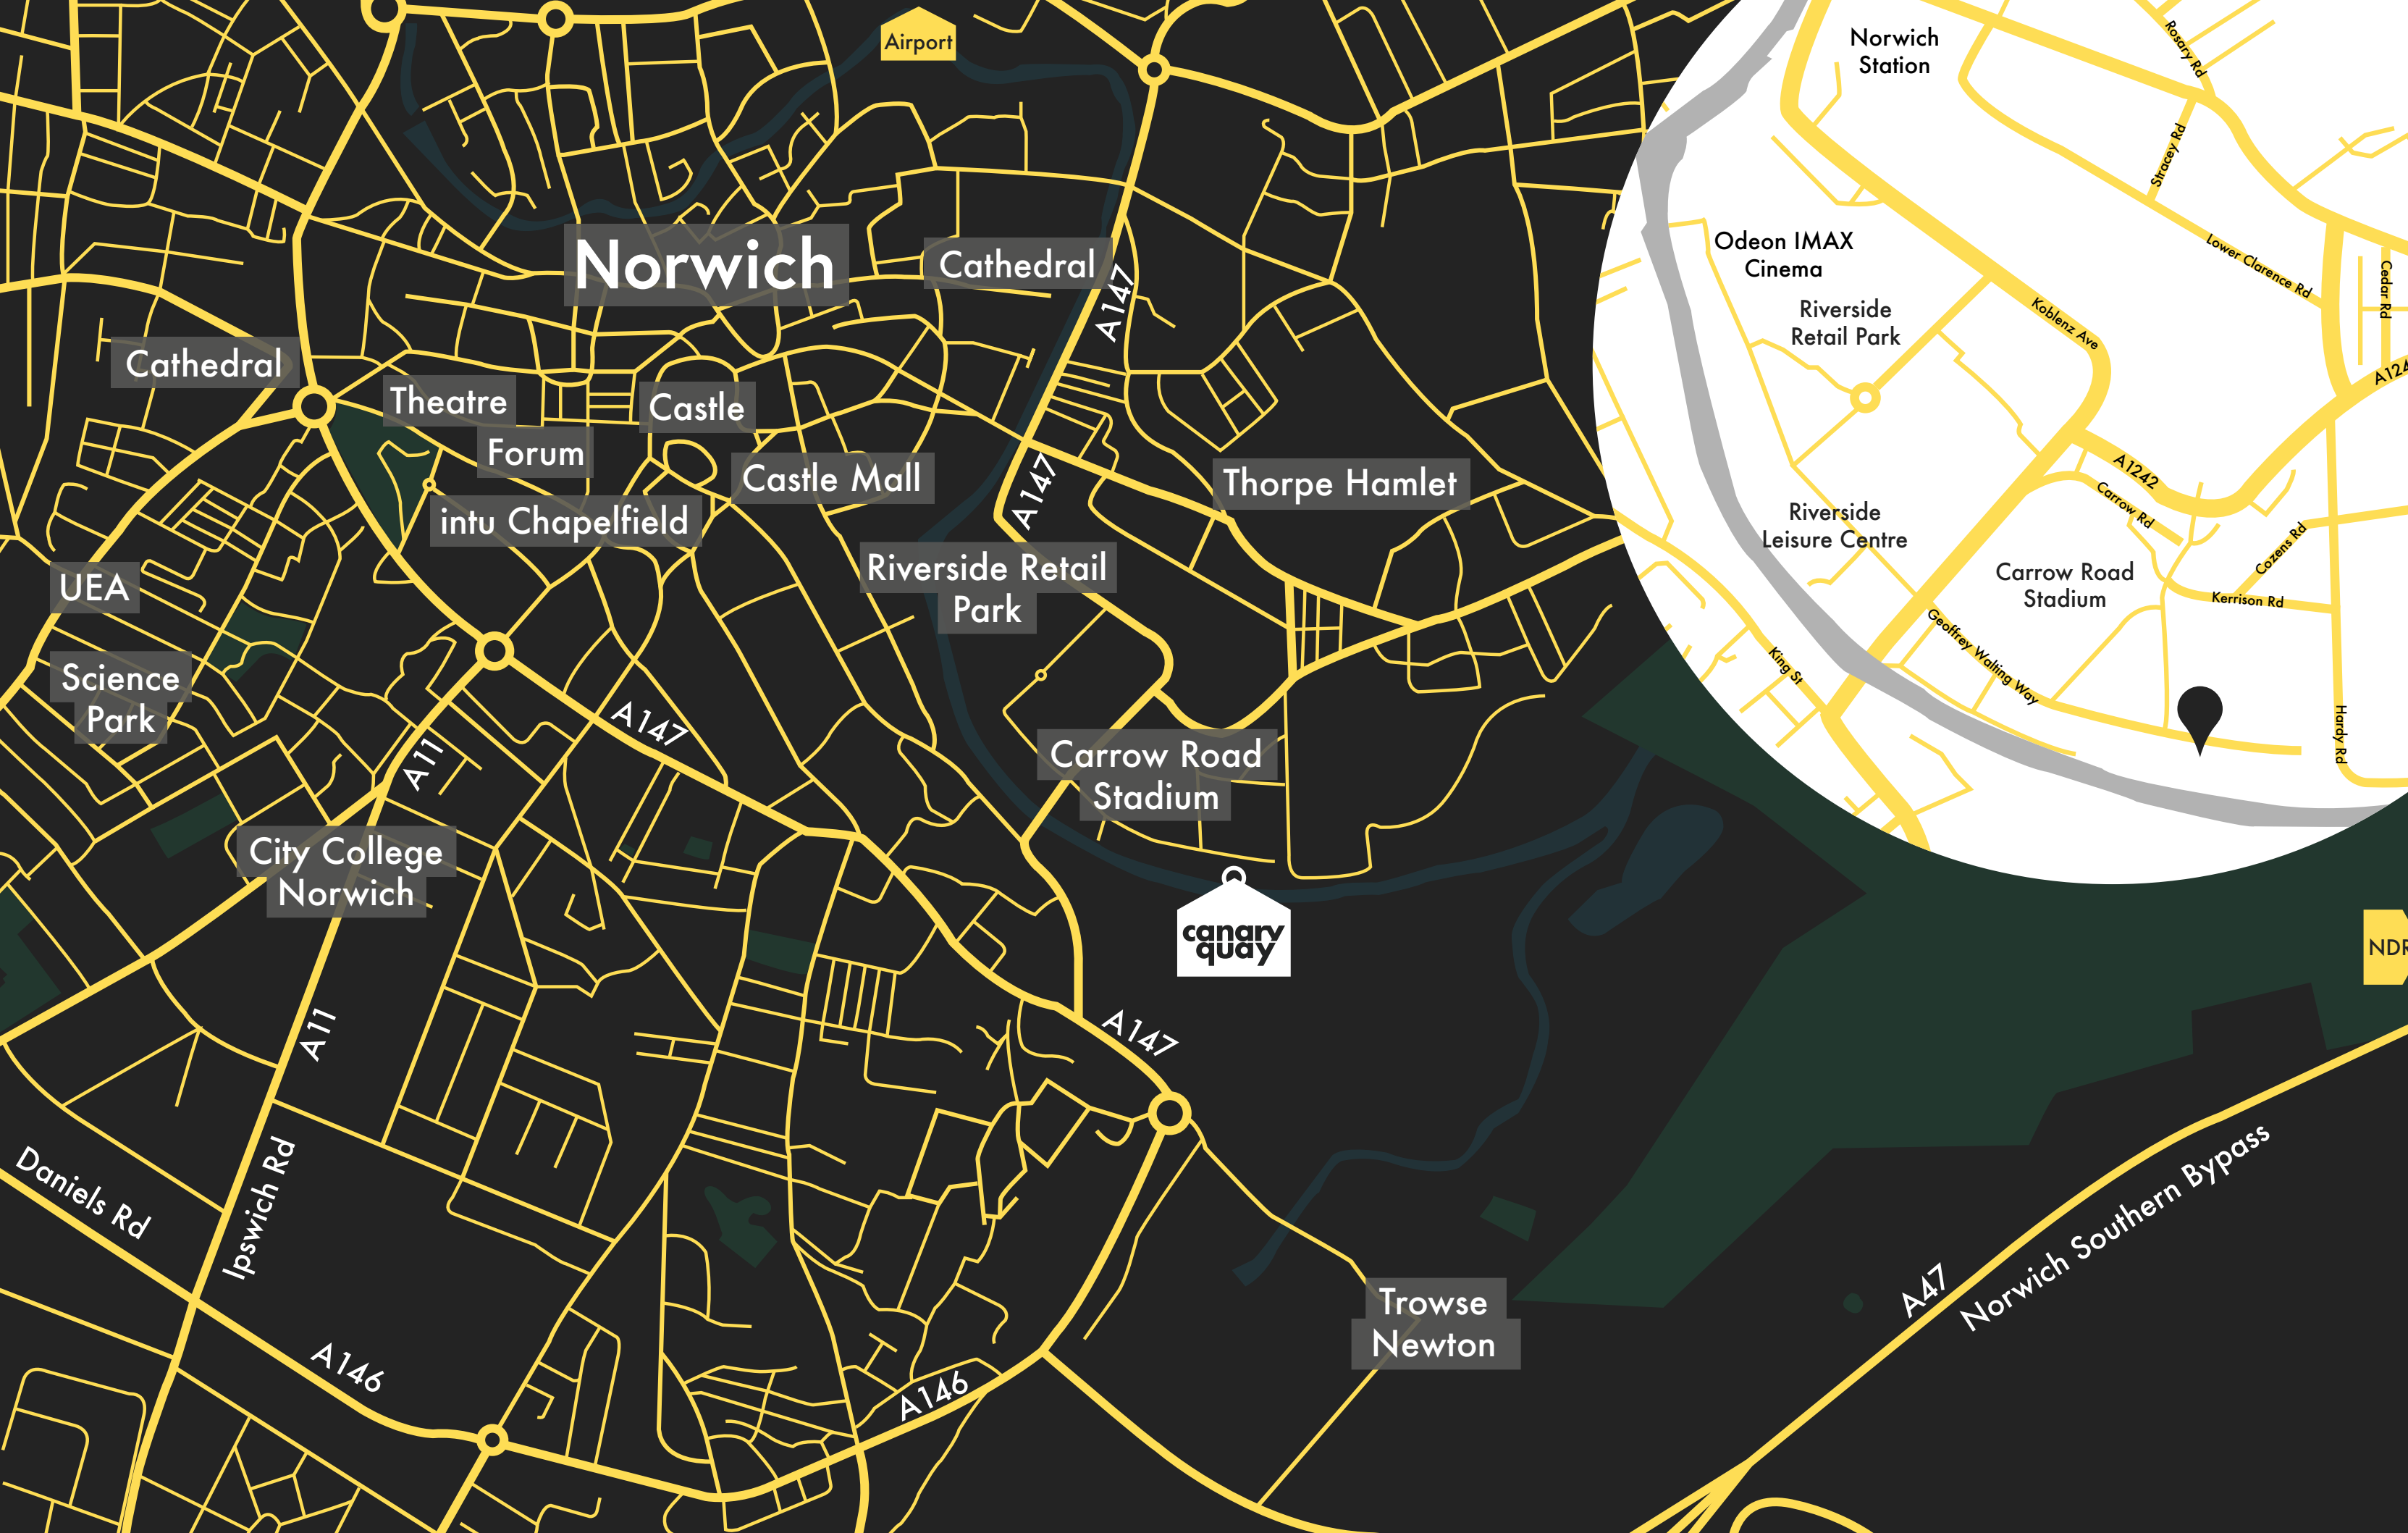 Airport
Norwich
Cathedral
A147
Cathedral
Theatre
Castle
Forum
Castle Mall
intu Chapelfield
A147
Thorpe Hamlet
UEA
Riverside Retail
Park
Science
Park
A147
A11
Carrow Road
Stadium
City College
Norwich
canary
quay
A11
A147
Ipswich Rd
Daniels Rd
A146
A146
Trowse
Newton
A47
Norwich Southern Bypass
NDR
Norwich
Station
Rosary Rd
Stracey Rd
Odeon IMAX
Cinema
Lower Clarence Rd
Cedar Rd
Riverside
Retail Park
Koblenz Ave
A124
A1242
Carrow Rd
Riverside
Leisure Centre
Cozens Rd
Carrow Road
Stadium
Kerrison Rd
Geoffrey Walting Way
King St
Hardy Rd